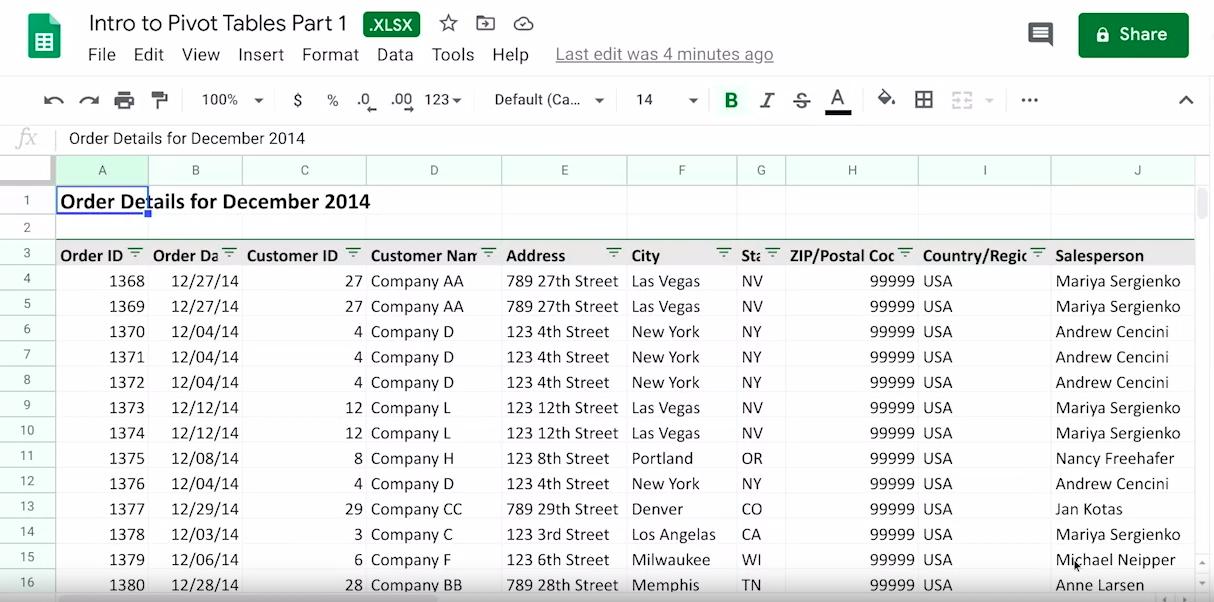 Intro to Pivot Tables Part 1 .XLSX
File Edit View Insert Format Data Tools Help Last edit was 4 minutes ago
Share
100% $ % .0 .00 123 Default (Ca... 14 B I S A ...
fx Order Details for December 2014
A B C D E F G H I J
1 Order Details for December 2014
2
3 Order ID Order Da Customer ID Customer Nam Address City Sta ZIP/Postal Coc Country/Regic Salesperson
4 1368 12/27/14 27 Company AA 789 27th Street Las Vegas NV 99999 USA Mariya Sergienko
5 1369 12/27/14 27 Company AA 789 27th Street Las Vegas NV 99999 USA Mariya Sergienko
6 1370 12/04/14 4 Company D 123 4th Street New York NY 99999 USA Andrew Cencini
7 1371 12/04/14 4 Company D 123 4th Street New York NY 99999 USA Andrew Cencini
8 1372 12/04/14 4 Company D 123 4th Street New York NY 99999 USA Andrew Cencini
9 1373 12/12/14 12 Company L 123 12th Street Las Vegas NV 99999 USA Mariya Sergienko
10 1374 12/12/14 12 Company L 123 12th Street Las Vegas NV 99999 USA Mariya Sergienko
11 1375 12/08/14 8 Company H 123 8th Street Portland OR 99999 USA Nancy Freehafer
12 1376 12/04/14 4 Company D 123 4th Street New York NY 99999 USA Andrew Cencini
13 1377 12/29/14 29 Company CC 789 29th Street Denver CO 99999 USA Jan Kotas
14 1378 12/03/14 3 Company C 123 3rd Street Los Angelas CA 99999 USA Mariya Sergienko
15 1379 12/06/14 6 Company F 123 6th Street Milwaukee WI 99999 USA Michael Neipper
16 1380 12/28/14 28 Company BB 789 28th Street Memphis TN 99999 USA Anne Larsen